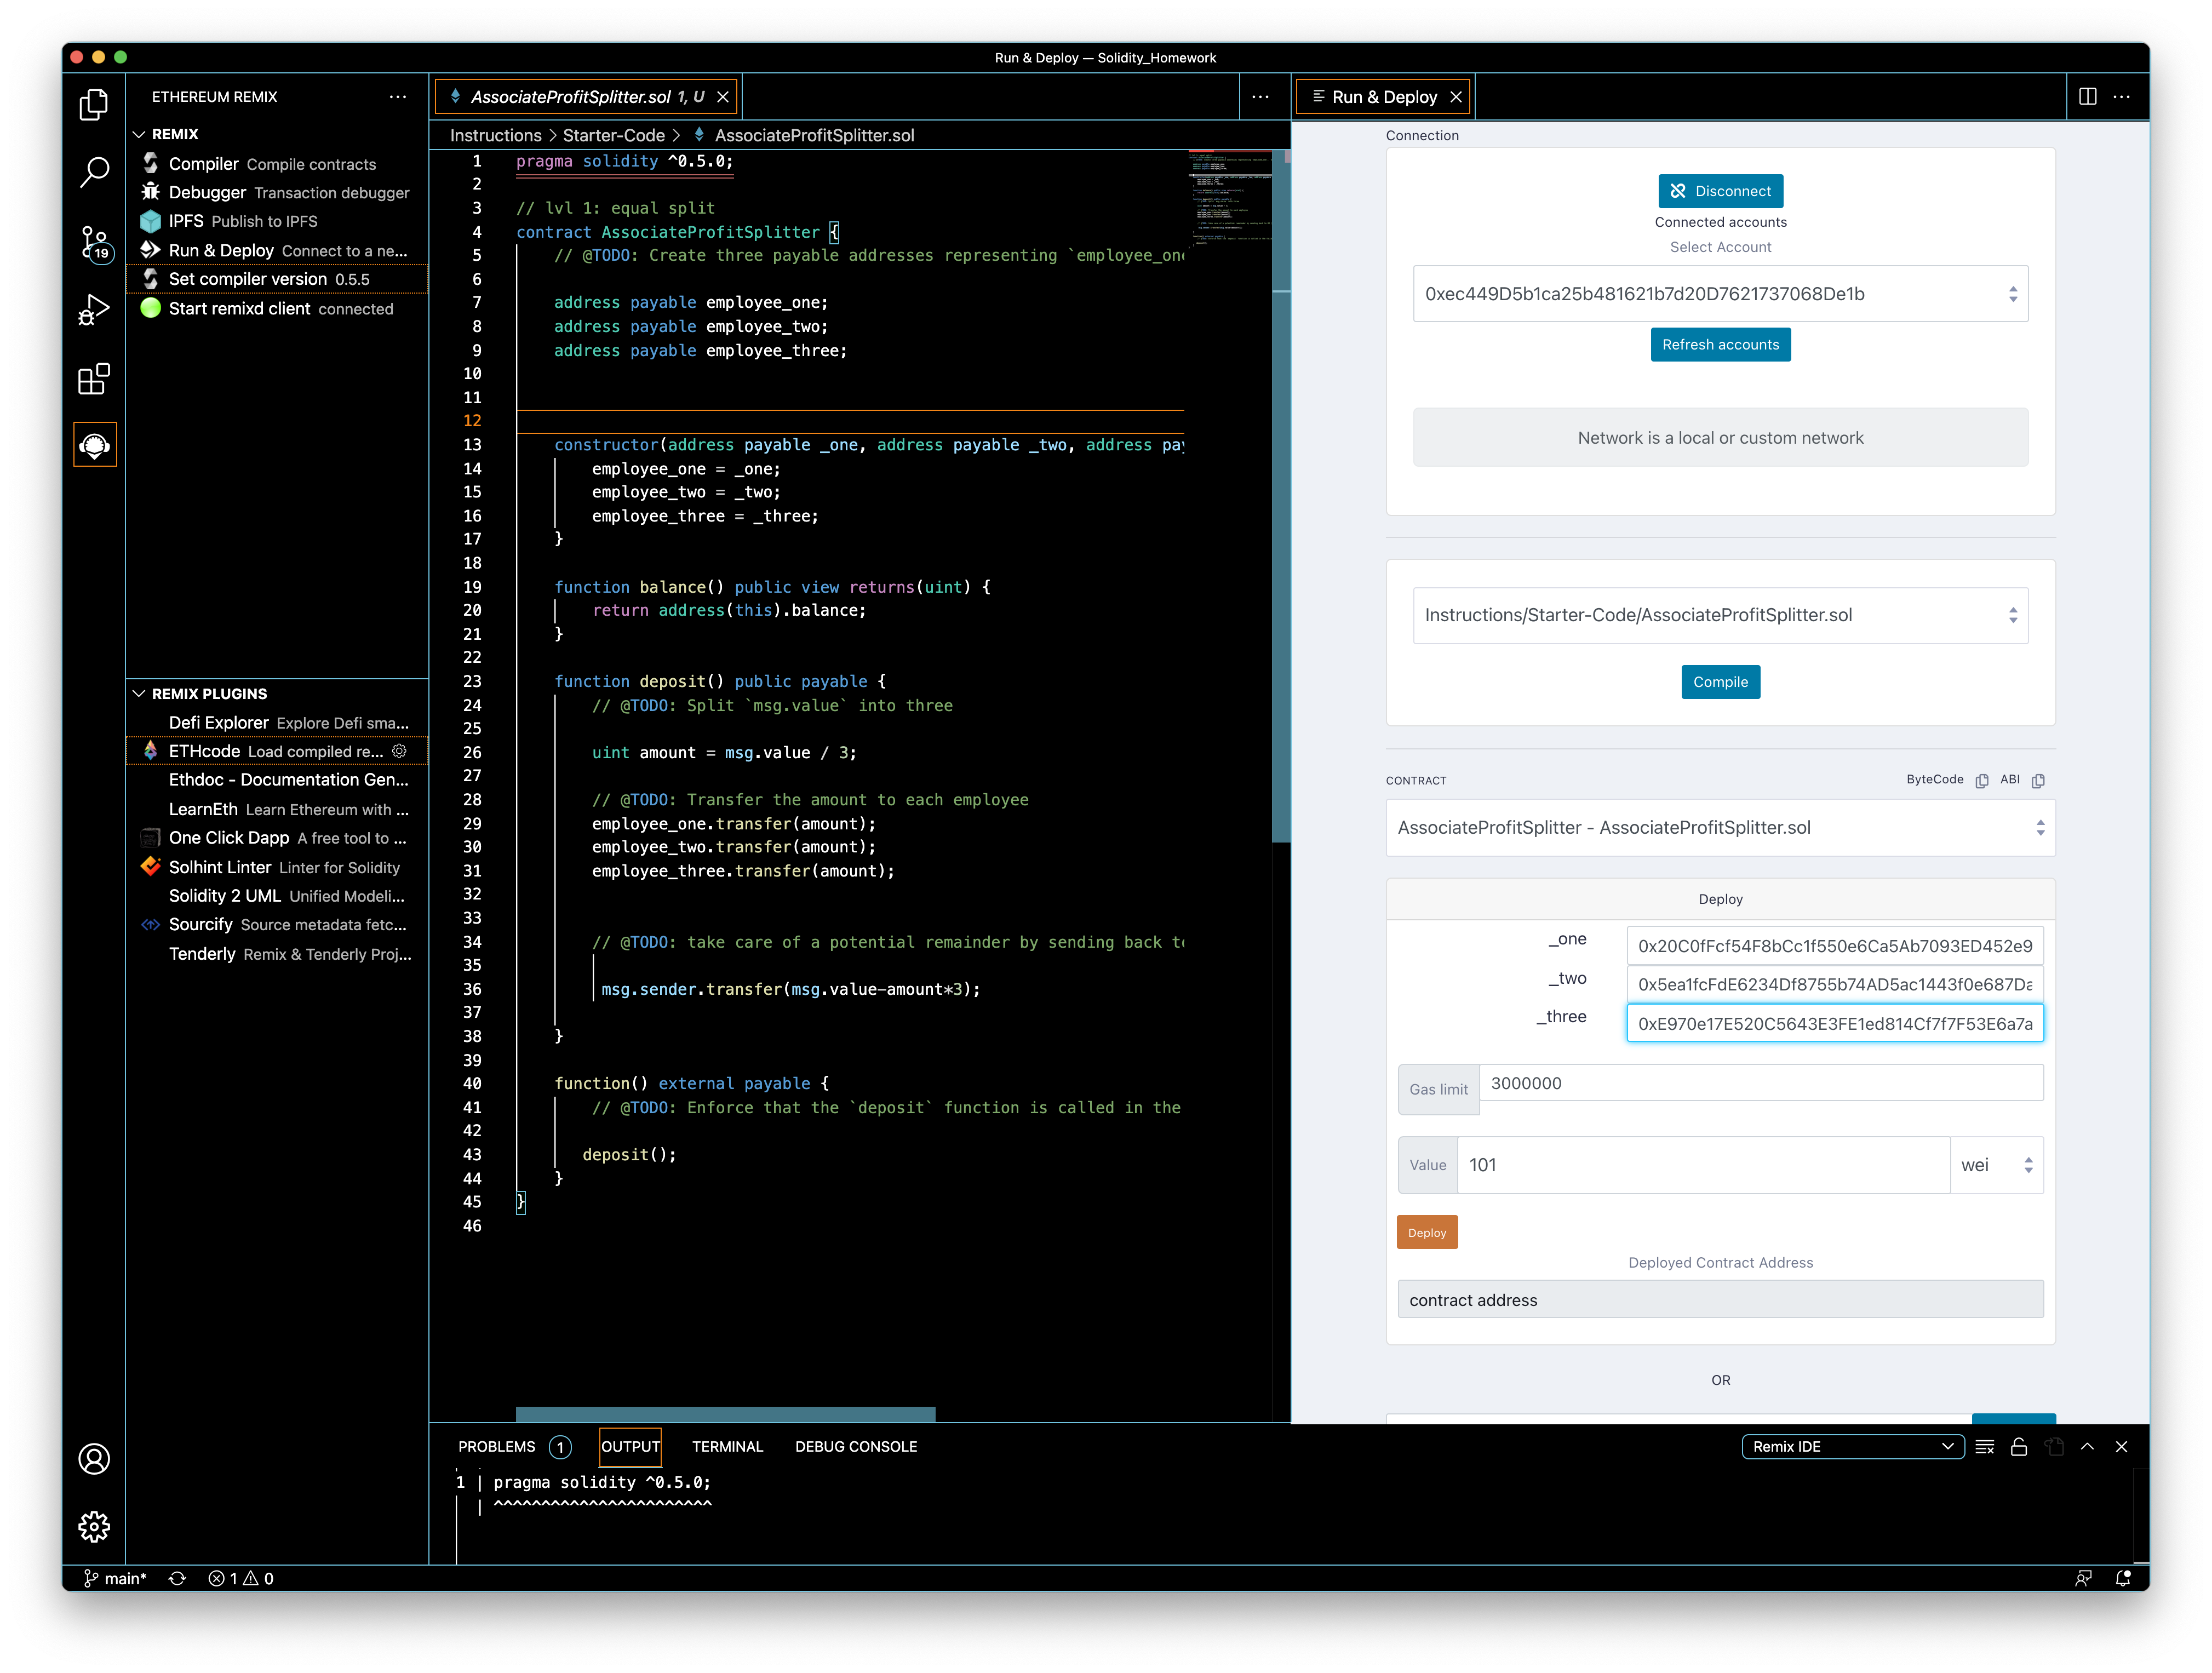 Run & Deploy — Solidity_Homework
ETHEREUM REMIX
REMIX
Compiler Compile contracts
Debugger Transaction debugger
IPFS Publish to IPFS
19
Run & Deploy Connect to a ne...
Set compiler version 0.5.5
Start remixd client connected
REMIX PLUGINS
Defi Explorer Explore Defi sma...
ETHcode Load compiled re...
Ethdoc - Documentation Gen...
LearnEth Learn Ethereum with ...
One Click Dapp A free tool to ...
Solhint Linter Linter for Solidity
Solidity 2 UML Unified Modeli...
Sourcify Source metadata fetc...
Tenderly Remix & Tenderly Proj...
AssociateProfitSplitter.sol 1, U
Instructions > Starter-Code > AssociateProfitSplitter.sol
1 pragma solidity ^0.5.0;
2
3 // lvl 1: equal split
4 contract AssociateProfitSplitter {
5 // @TODO: Create three payable addresses representing `employee_one
6
7 address payable employee_one;
8 address payable employee_two;
9 address payable employee_three;
10
11
12
13 constructor(address payable _one, address payable _two, address pay
14 employee_one = _one;
15 employee_two = _two;
16 employee_three = _three;
17 }
18
19 function balance() public view returns(uint) {
20 return address(this).balance;
21 }
22
23 function deposit() public payable {
24 // @TODO: Split `msg.value` into three
25
26 uint amount = msg.value / 3;
27
28 // @TODO: Transfer the amount to each employee
29 employee_one.transfer(amount);
30 employee_two.transfer(amount);
31 employee_three.transfer(amount);
32
33
34 // @TODO: take care of a potential remainder by sending back to
35
36 msg.sender.transfer(msg.value-amount*3);
37
38 }
39
40 function() external payable {
41 // @TODO: Enforce that the `deposit` function is called in the
42
43 deposit();
44 }
45 }
46
Run & Deploy
Connection
Disconnect
Connected accounts
Select Account
0xec449D5b1ca25b481621b7d20D7621737068De1b
Refresh accounts
Network is a local or custom network
Instructions/Starter-Code/AssociateProfitSplitter.sol
Compile
CONTRACT ByteCode ABI
AssociateProfitSplitter - AssociateProfitSplitter.sol
Deploy
_one 0x20C0fFcf54F8bCc1f550e6Ca5Ab7093ED452e9
_two 0x5ea1fcFdE6234Df8755b74AD5ac1443f0e687Da
_three 0xE970e17E520C5643E3FE1ed814Cf7f7F53E6a7a
Gas limit 3000000
Value 101 wei
Deploy
Deployed Contract Address
contract address
OR
PROBLEMS 1 OUTPUT TERMINAL DEBUG CONSOLE Remix IDE
1 | pragma solidity ^0.5.0;
| ^^^^^^^^^^^^^^^^^^^^^^^
main* 1 0